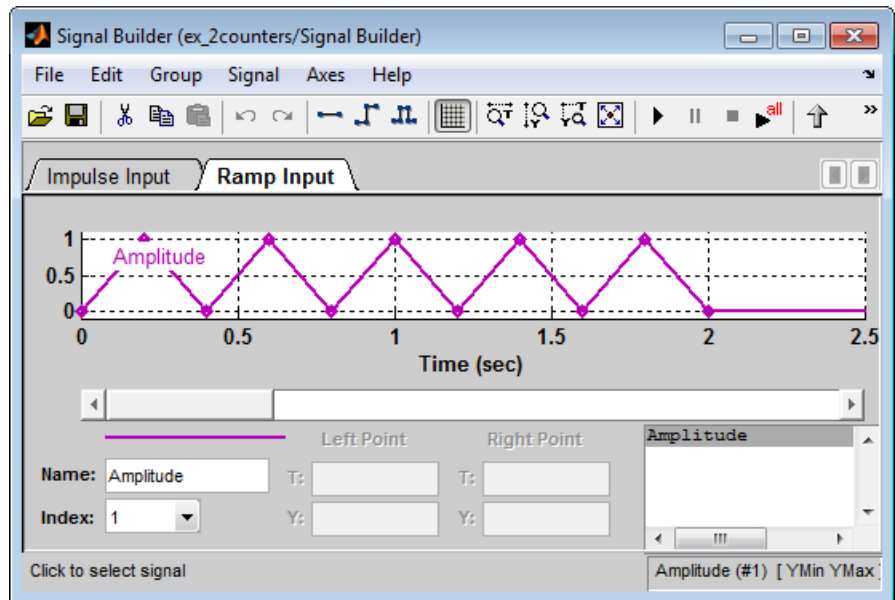 Signal Builder (ex_2counters/Signal Builder)
File Edit Group Signal Axes Help
all »
Impulse Input Ramp Input
1
Amplitude
0.5
0
0 0.5 1 1.5 2 2.5
Time (sec)
Left Point Right Point Amplitude
Name: Amplitude T: T:
Index: 1 Y: Y:
Click to select signal Amplitude (#1) [ YMin YMax ]